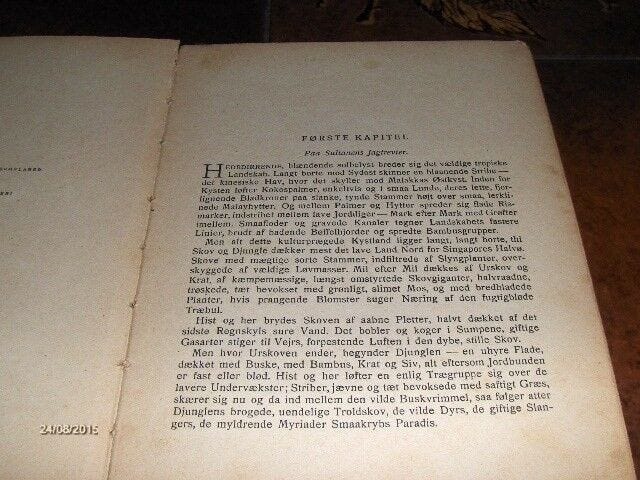 FØRSTE KAPITEL
Paa Sultanens Jagtrevier.
HEDEDIRRENDE, blændende solbelyst breder sig det vældige tropiske
Landskab. Langt borte mod Sydøst skinner en blaanende Stribe —
det kinesiske Hav, hvor det skyller mod Malakkas Østkyst. Inden for
Kysten løfter Kokospalmer, enkeltvis og i smaa Lunde, deres lette, fjer-
lignende Bladkroner paa slanke, tynde Stammer højt over smaa, lerkli-
nede Malayhytter. Og mellem Palmer og Hytter spreder sig flade Ris-
marker, indstribet mellem lave Jorddiger — Mark efter Mark med Grøfter
imellem. Smaafloder og gravede Kanaler tegner Landskabets fastere
Linier, brudt af badende Bøffelhjorder og spredte Bambusgrupper.
Men alt dette kulturprægede Kystland ligger langt, langt borte, thi
Skov og Djungle dækker mest det lave Land Nord for Singapores Halvø.
Skove med mægtige sorte Stammer, indfiltrede af Slyngplanter, over-
skyggede af vældige Løvmasser. Mil efter Mil dækkes af Urskov og
Krat, af kæmpemæssige, længst omstyrtede Skovgiganter, halvraadne,
trøskede, tæt bevokset med grønligt, slimet Mos, og med bredbladede
Planter, hvis prangende Blomster suger Næring af den fugtigblade
Træbul.
Hist og her brydes Skoven af aabne Pletter, halvt dækket af det
sidste Regnskyls sure Vand. Det bobler og koger i Sumpene, giftige
Gasarter stiger til Vejrs, forpestende Luften i den dybe, stille Skov.
Men hvor Urskoven ender, begynder Djunglen — en uhyre Flade,
dækket med Buske, med Bambus, Krat og Siv, alt eftersom Jordbunden
er fast eller blød. Hist og her løfter en enlig Trægruppe sig over de
lavere Undervækster; Striber, jævne og tæt bevoksede med saftigt Græs,
skærer sig nu og da ind mellem den vilde Buskvrimmel, saa følger atter
Djunglens brogede, uendelige Troldskov, de vilde Dyrs, de giftige Slan-
gers, de myldrende Myriader Smaakrybs Paradis.
24/08/2015